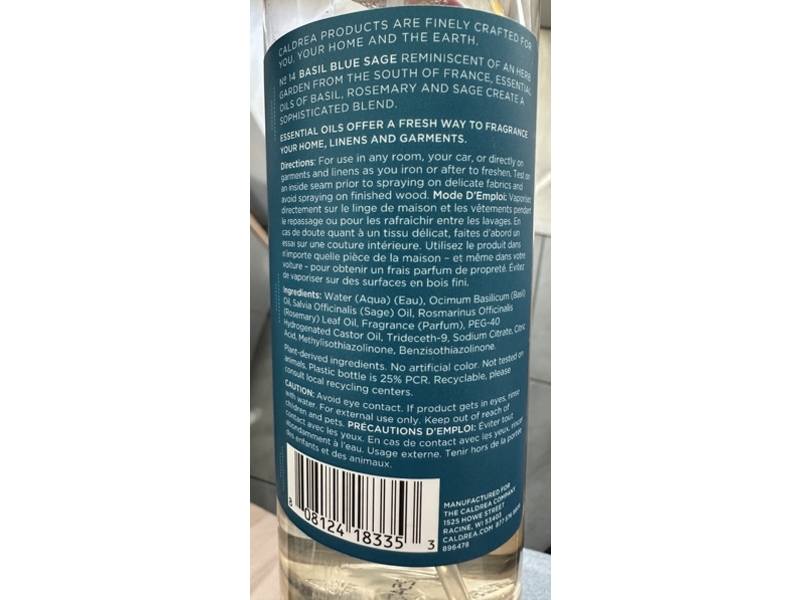 CALDREA PRODUCTS ARE FINELY CRAFTED FOR
YOU, YOUR HOME AND THE EARTH.
Nº 14 BASIL BLUE SAGE REMINISCENT OF AN HERB
GARDEN FROM THE SOUTH OF FRANCE, ESSENTIAL
OILS OF BASIL, ROSEMARY AND SAGE CREATE A
SOPHISTICATED BLEND.
ESSENTIAL OILS OFFER A FRESH WAY TO FRAGRANCE
YOUR HOME, LINENS AND GARMENTS.
Directions: For use in any room, your car, or directly on
garments and linens as you iron or after to freshen. Test on
an inside seam prior to spraying on delicate fabrics and
avoid spraying on finished wood. Mode D'Emploi: Vaporisez
directement sur le linge de maison et les vêtements pendant
le repassage ou pour les rafraîchir entre les lavages. En
cas de doute quant à un tissu délicat, faites d'abord un
essai sur une couture intérieure. Utilisez le produit dans
n'importe quelle pièce de la maison – et même dans votre
voiture - pour obtenir un frais parfum de propreté. Évitez
de vaporiser sur des surfaces en bois fini.
Ingredients: Water (Aqua) (Eau), Ocimum Basilicum (Basil)
Oil, Salvia Officinalis (Sage) Oil, Rosmarinus Officinalis
(Rosemary) Leaf Oil, Fragrance (Parfum), PEG-40
Hydrogenated Castor Oil, Trideceth-9, Sodium Citrate, Citric
Acid, Methylisothiazolinone, Benzisothiazolinone.
Plant-derived ingredients. No artificial color. Not tested on
animals. Plastic bottle is 25% PCR. Recyclable, please
consult local recycling centers.
CAUTION: Avoid eye contact. If product gets in eyes, rinse
with water. For external use only. Keep out of reach of
children and pets. PRÉCAUTIONS D'EMPLOI: Éviter tout
contact avec les yeux. En cas de contact avec les yeux, rincer
abondamment à l'eau. Usage externe. Tenir hors de la portée
des enfants et des animaux.
8 08124 18335 3
MANUFACTURED FOR
THE CALDREA COMPANY
1525 HOWE STREET
RACINE, WI 53403
CALDREA.COM 877-576-8808
896478